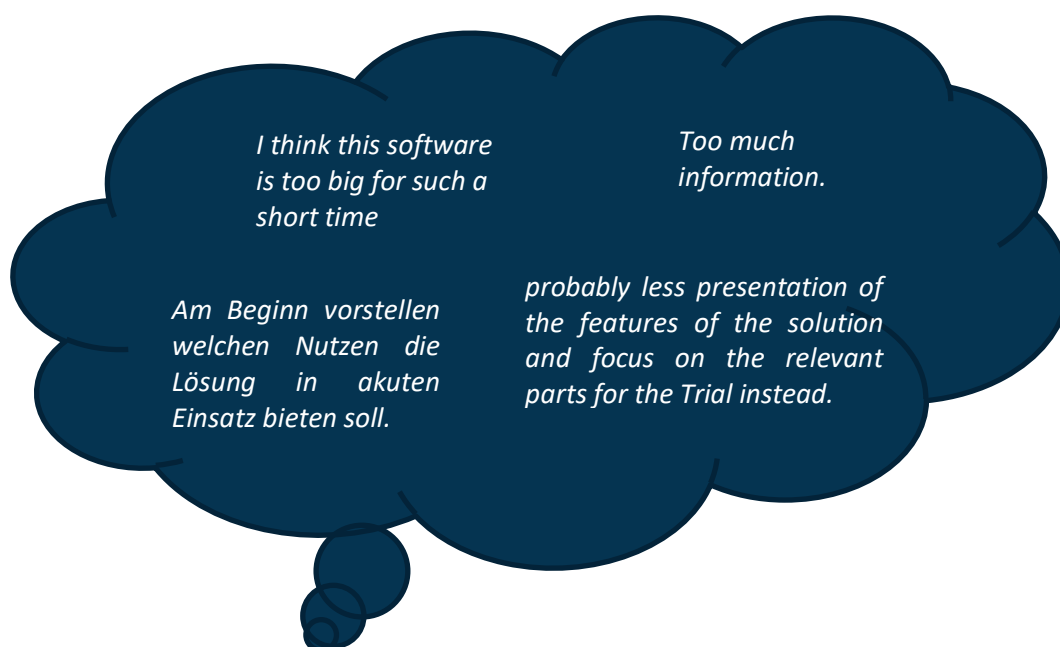 I think this software
is too big for such a
short time
Too much
information.
Am Beginn vorstellen
welchen Nutzen die
Lösung in akuten
Einsatz bieten soll.
probably less presentation of
the features of the solution
and focus on the relevant
parts for the Trial instead.